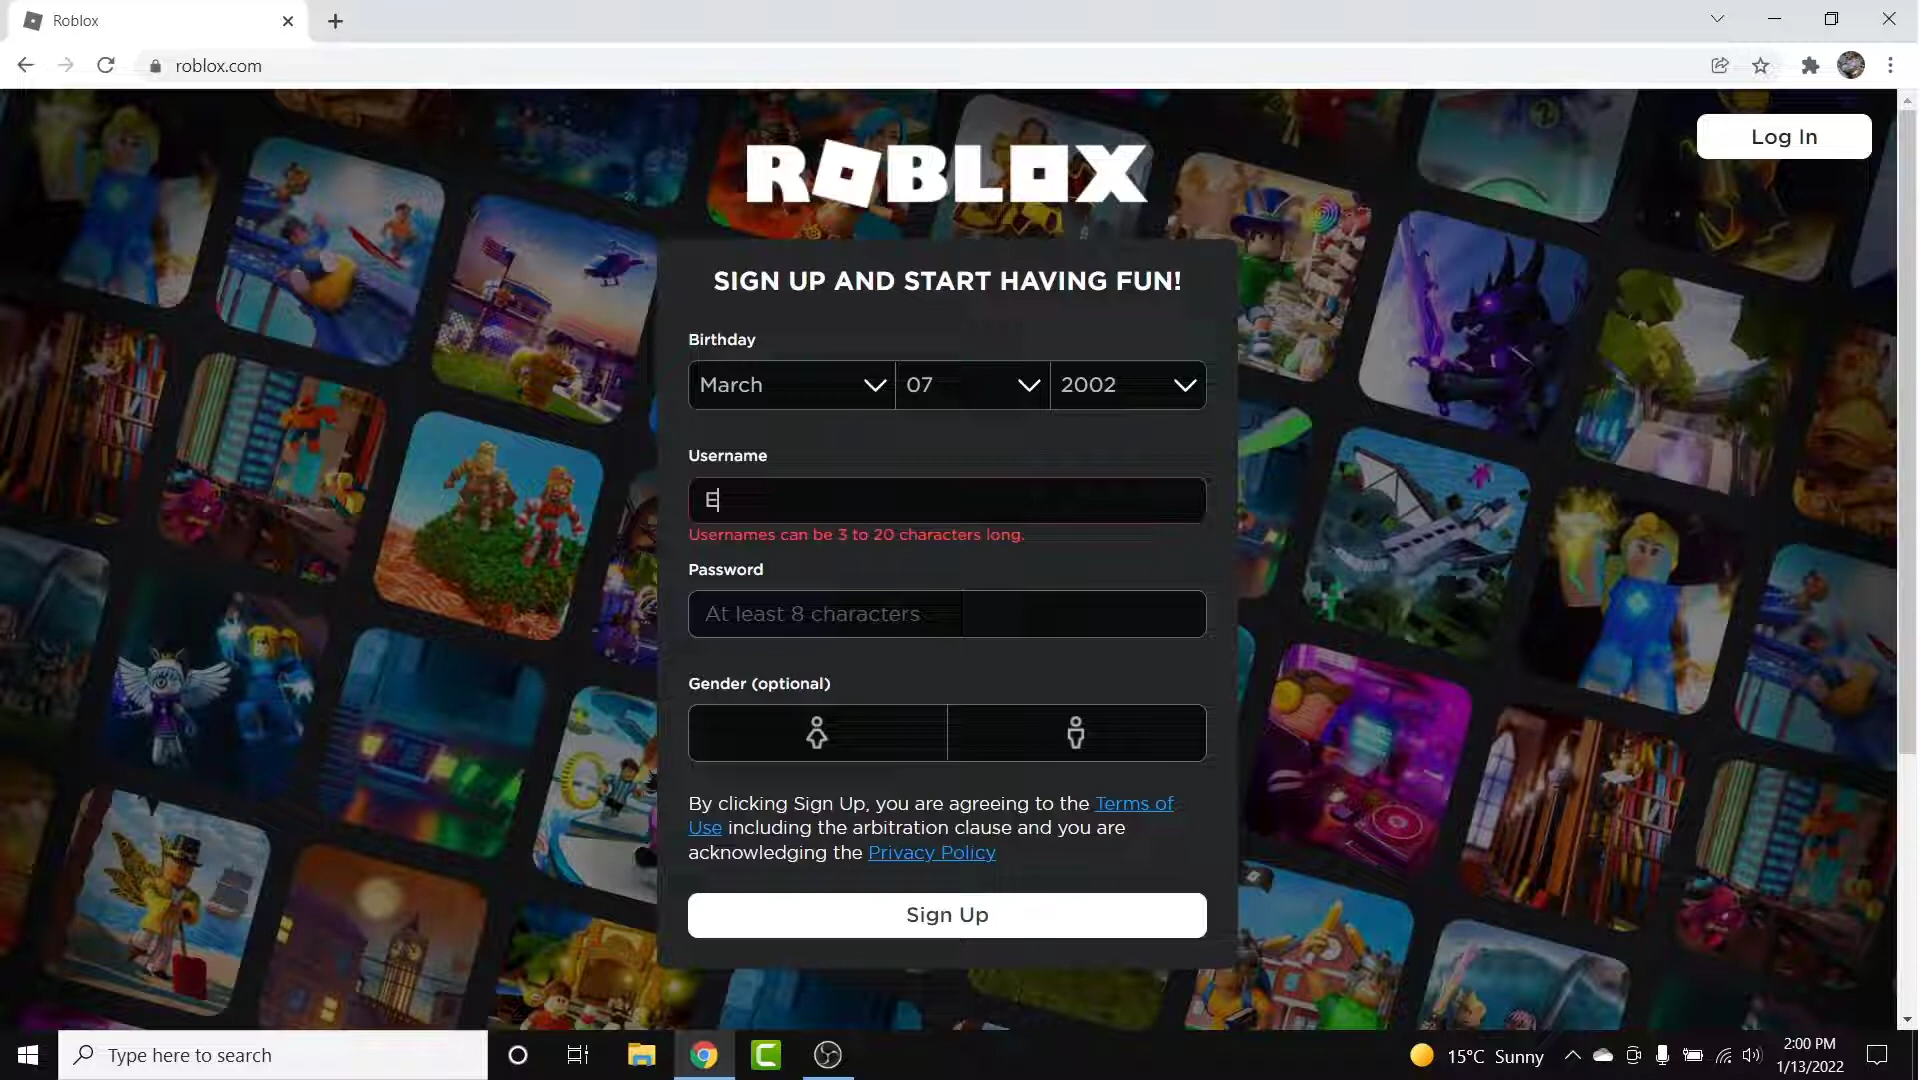 Roblox
roblox.com
Log In
ROBLOX
SIGN UP AND START HAVING FUN!
Birthday
March 07 2002
Username
E
Usernames can be 3 to 20 characters long.
Password
At least 8 characters
Gender (optional)
By clicking Sign Up, you are agreeing to the Terms of
Use including the arbitration clause and you are
acknowledging the Privacy Policy
Sign Up
Type here to search
15°C Sunny
2:00 PM
1/13/2022